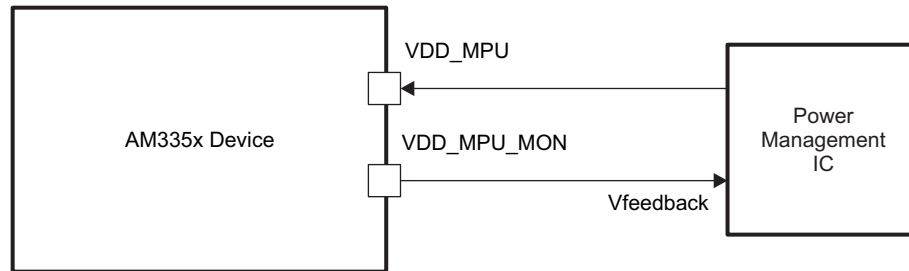 VDD_MPU
AM335x Device
VDD_MPU_MON
Vfeedback
Power
Management
IC